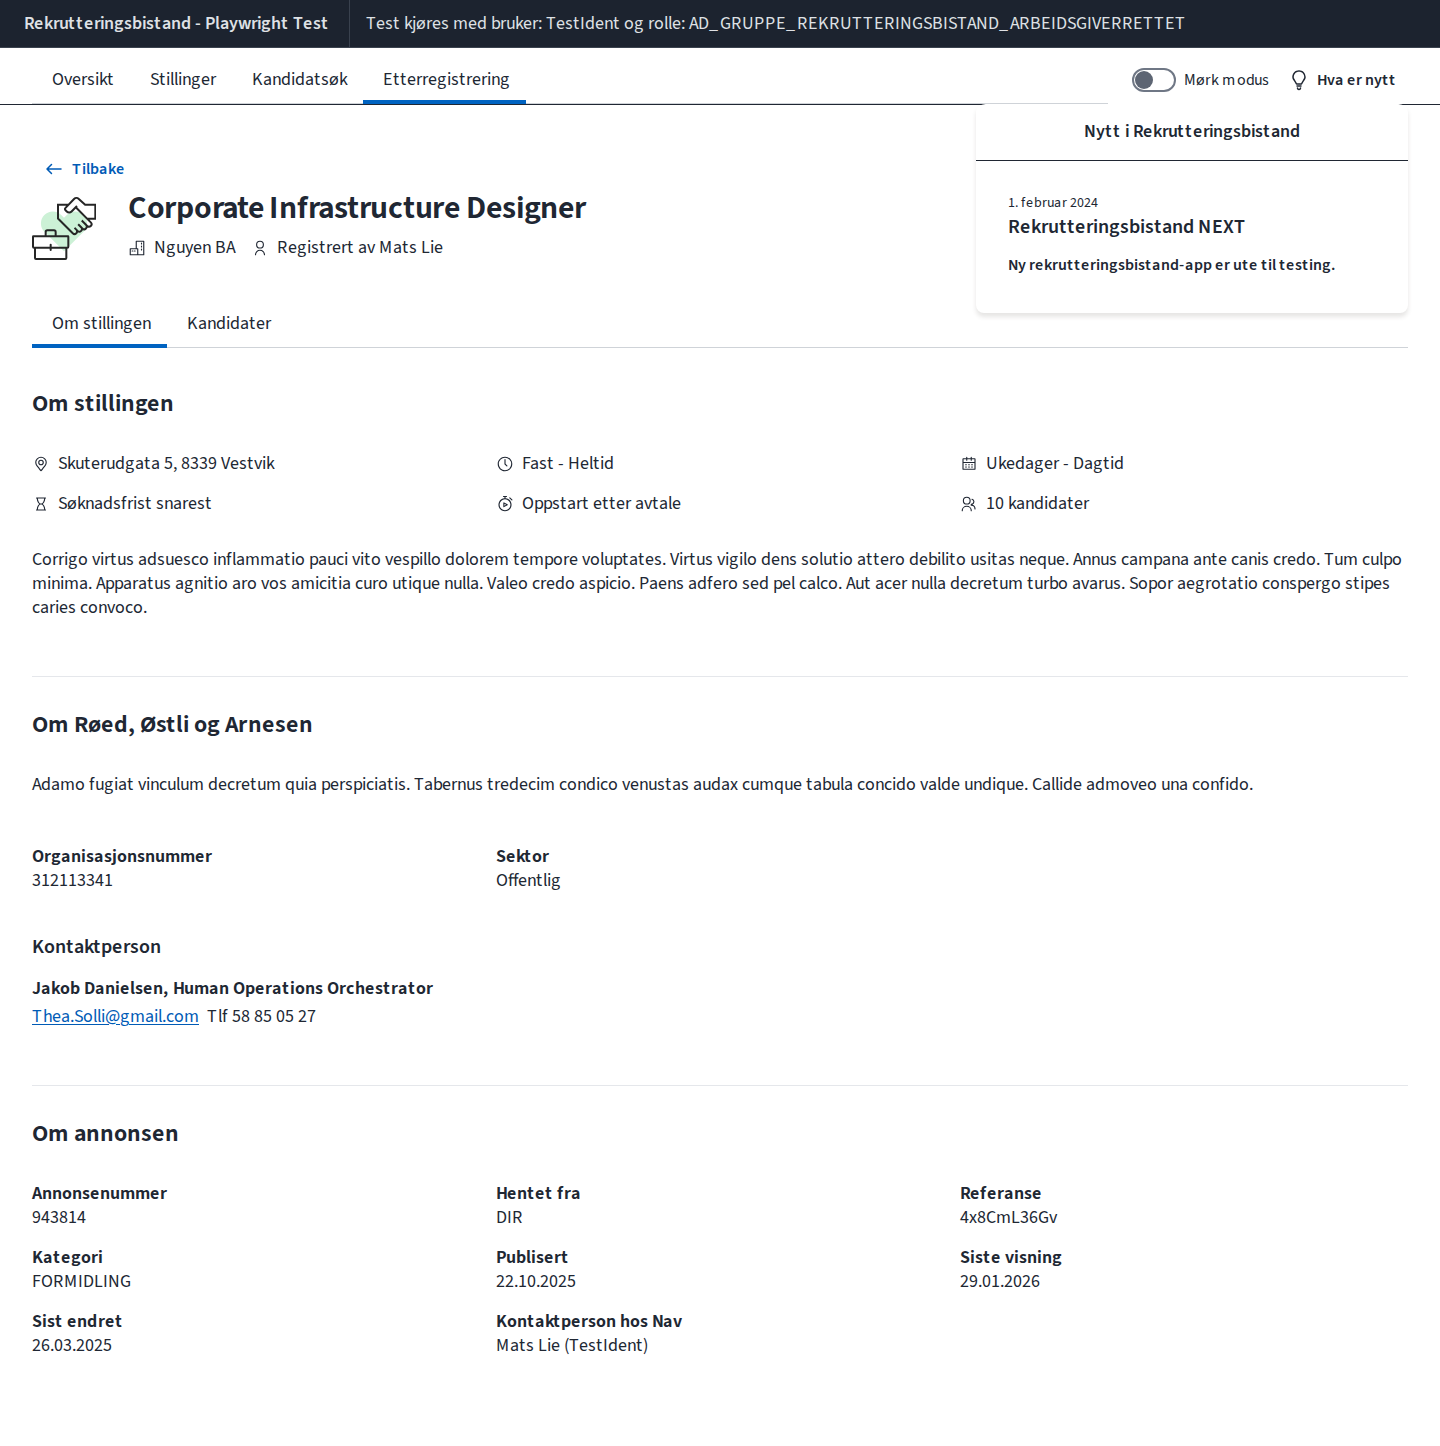 Rekrutteringsbistand - Playwright Test
Test kjøres med bruker: TestIdent og rolle: AD_GRUPPE_REKRUTTERINGSBISTAND_ARBEIDSGIVERRETTET
Oversikt
Stillinger
Kandidatsøk
Etterregistrering
Mørk modus
Hva er nytt
Nytt i Rekrutteringsbistand
1. februar 2024
Rekrutteringsbistand NEXT
Ny rekrutteringsbistand-app er ute til testing.
Tilbake
Corporate Infrastructure Designer
Nguyen BA
Registrert av Mats Lie
Om stillingen
Kandidater
Om stillingen
Skuterudgata 5, 8339 Vestvik
Fast - Heltid
Ukedager - Dagtid
Søknadsfrist snarest
Oppstart etter avtale
10 kandidater
Corrigo virtus adsuesco inflammatio pauci vito vespillo dolorem tempore voluptates. Virtus vigilo dens solutio attero debilito usitas neque. Annus campana ante canis credo. Tum culpo
minima. Apparatus agnitio aro vos amicitia curo utique nulla. Valeo credo aspicio. Paens adfero sed pel calco. Aut acer nulla decretum turbo avarus. Sopor aegrotatio conspergo stipes
caries convoco.
Om Røed, Østli og Arnesen
Adamo fugiat vinculum decretum quia perspiciatis. Tabernus tredecim condico venustas audax cumque tabula concido valde undique. Callide admoveo una confido.
Organisasjonsnummer
312113341
Sektor
Offentlig
Kontaktperson
Jakob Danielsen, Human Operations Orchestrator
Thea.Solli@gmail.com Tlf 58 85 05 27
Om annonsen
Annonsenummer
943814
Hentet fra
DIR
Referanse
4x8CmL36Gv
Kategori
FORMIDLING
Publisert
22.10.2025
Siste visning
29.01.2026
Sist endret
26.03.2025
Kontaktperson hos Nav
Mats Lie (TestIdent)